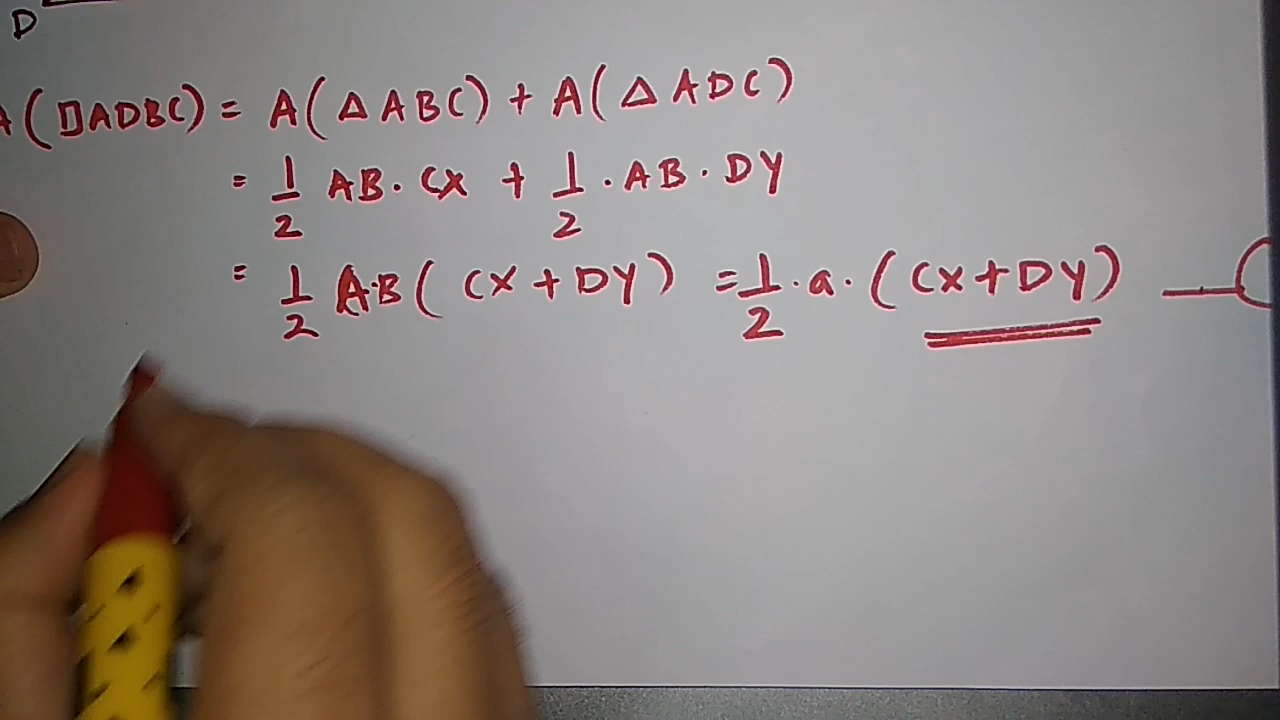 D
A(▯ADBC) = A(△ABC) + A(△ADC)
= 1/2 AB · CX + 1/2 · AB · DY
= 1/2 A·B ( CX + DY ) = 1/2 · a · (CX + DY) —